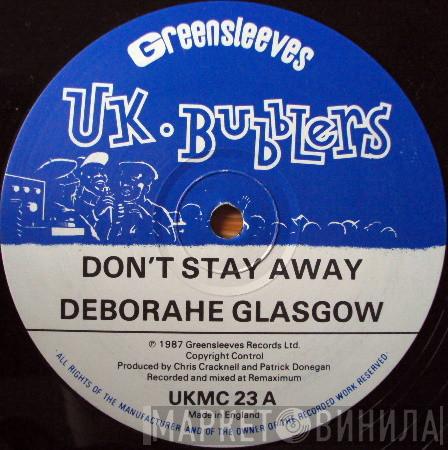 Greensleeves
UK·BUBBLERS
DON'T STAY AWAY
DEBORAHE GLASGOW
℗ 1987 Greensleeves Records Ltd.
Copyright Control
Produced by Chris Cracknell and Patrick Donegan
Recorded and mixed at Remaximum
UKMC 23 A
Made in England
ALL RIGHTS OF THE MANUFACTURER AND OF THE OWNER OF THE RECORDED WORK RESERVED
МАРКЕТ ВИНИЛА